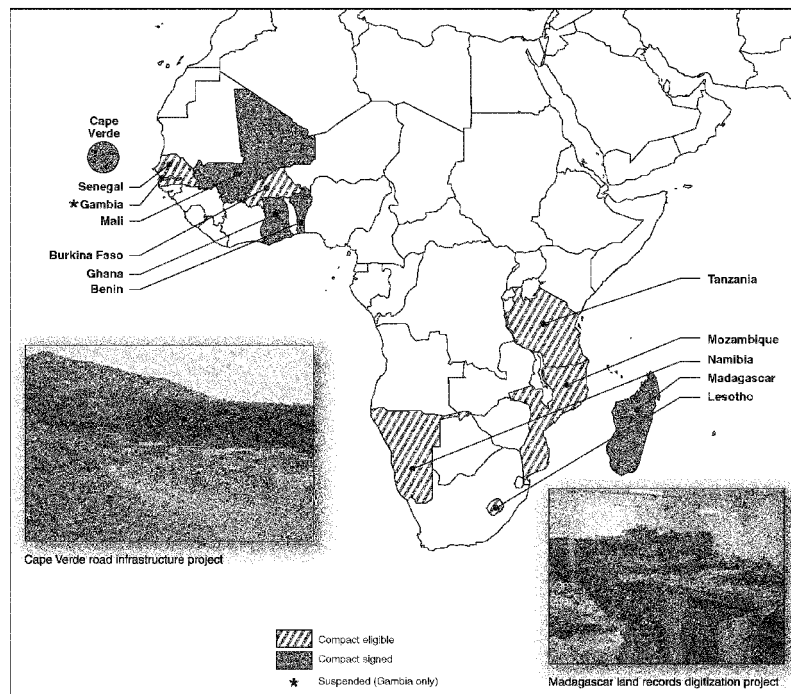 Cape
Verde
Senegal
★Gambia
Mali
Burkina Faso
Ghana
Benin
Tanzania
Mozambique
Namibia
Madagascar
Lesotho
Cape Verde road infrastructure project
Compact eligible
Compact signed
★ Suspended (Gambia only)
Madagascar land records digitization project